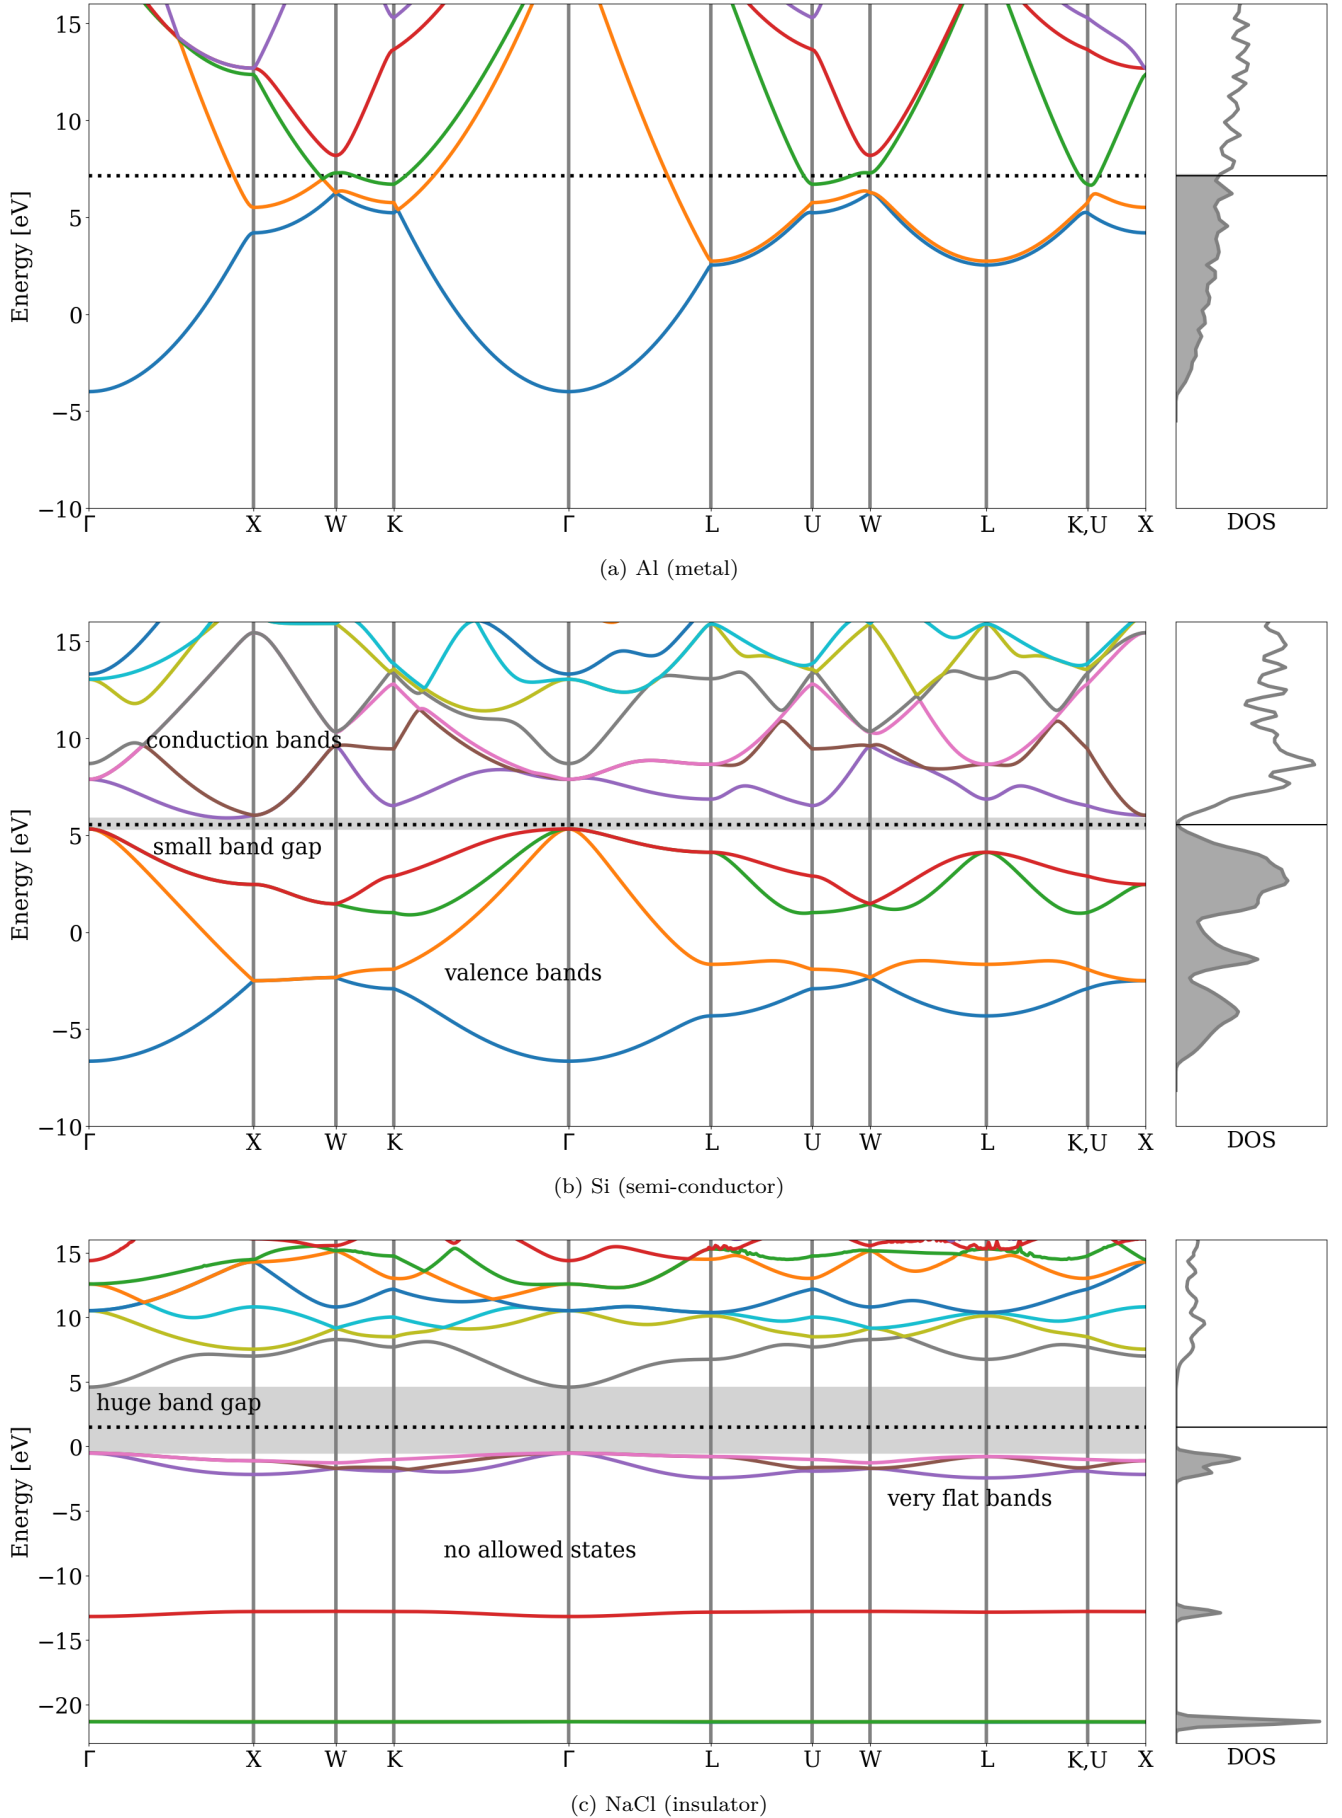 15
10
5
0
−5
−10
Energy [eV]
Γ X W K Γ L U W L K,U X
DOS
(a) Al (metal)
15
10
5
0
−5
−10
Energy [eV]
conduction bands
small band gap
valence bands
Γ X W K Γ L U W L K,U X
DOS
(b) Si (semi-conductor)
15
10
5
0
−5
−10
−15
−20
Energy [eV]
huge band gap
very flat bands
no allowed states
Γ X W K Γ L U W L K,U X
DOS
(c) NaCl (insulator)